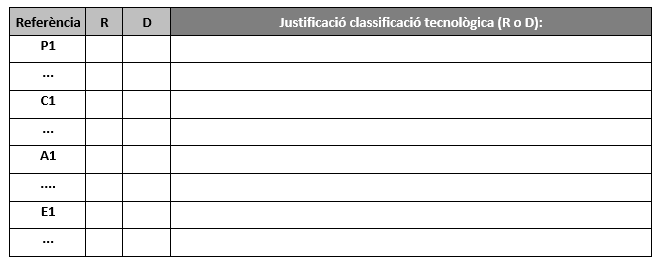 Referència R D Justificació classificació tecnològica (R o D):
P1
...
C1
...
A1
....
E1
...